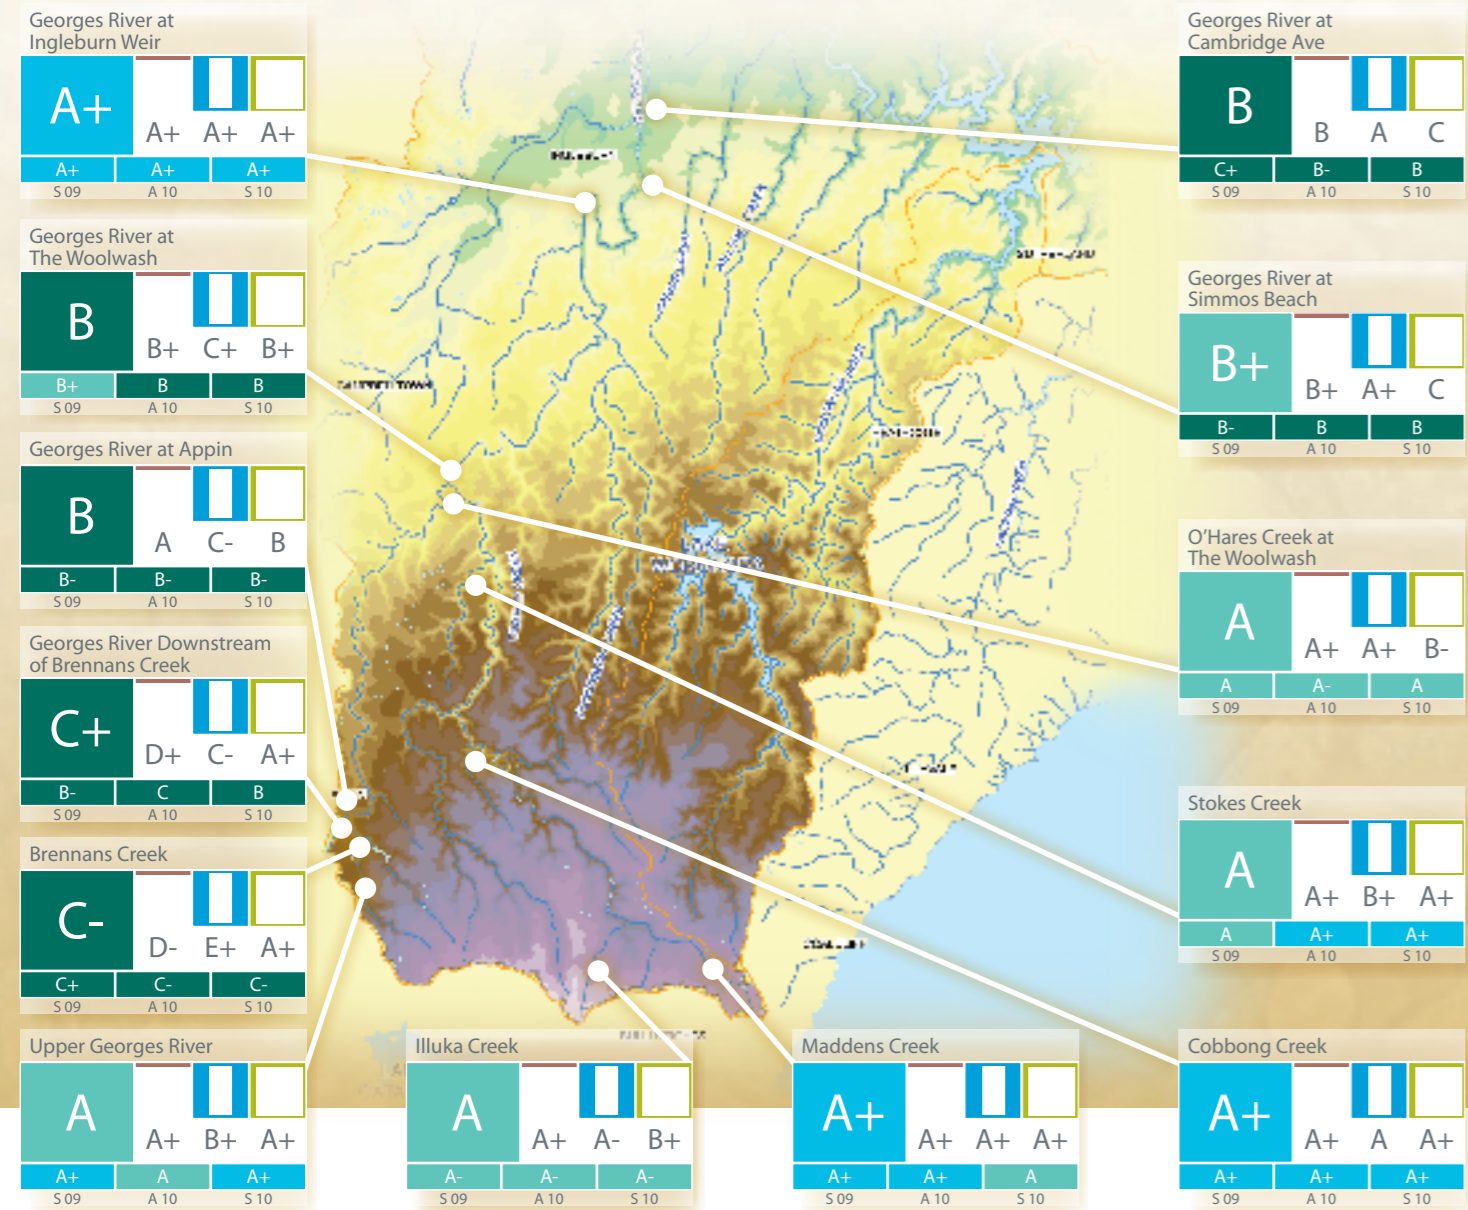 Georges River at
Ingleburn Weir
A+
A+ A+ A+
A+ A+ A+
S 09 A 10 S 10
Georges River at
The Woolwash
B
B+ C+ B+
B+ B B
S 09 A 10 S 10
Georges River at Appin
B
A C- B
B- B- B-
S 09 A 10 S 10
Georges River Downstream
of Brennans Creek
C+
D+ C- A+
B- C B
S 09 A 10 S 10
Brennans Creek
C-
D- E+ A+
C+ C- C-
S 09 A 10 S 10
Upper Georges River
A
A+ B+ A+
A+ A A+
S 09 A 10 S 10
Illuka Creek
A
A+ A- B+
A- A- A-
S 09 A 10 S 10
Maddens Creek
A+
A+ A+ A+
A+ A+ A
S 09 A 10 S 10
Georges River at
Cambridge Ave
B
B A C
C+ B- B
S 09 A 10 S 10
Georges River at
Simmos Beach
B+
B+ A+ C
B- B B
S 09 A 10 S 10
O'Hares Creek at
The Woolwash
A
A+ A+ B-
A A- A
S 09 A 10 S 10
Stokes Creek
A
A+ B+ A+
A A+ A+
S 09 A 10 S 10
Cobbong Creek
A+
A+ A A+
A+ A+ A+
S 09 A 10 S 10
CAMPBELLTOWN